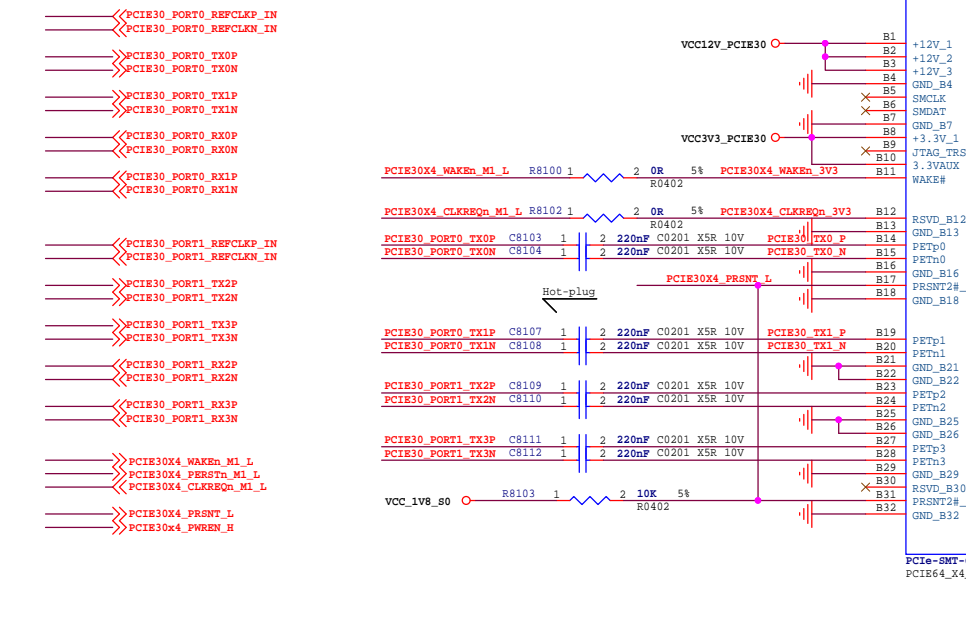 PCIE30_PORT0_REFCLKP_IN
PCIE30_PORT0_REFCLKN_IN
PCIE30_PORT0_TX0P
PCIE30_PORT0_TX0N
PCIE30_PORT0_TX1P
PCIE30_PORT0_TX1N
PCIE30_PORT0_RX0P
PCIE30_PORT0_RX0N
PCIE30_PORT0_RX1P
PCIE30_PORT0_RX1N
PCIE30_PORT1_REFCLKP_IN
PCIE30_PORT1_REFCLKN_IN
PCIE30_PORT1_TX2P
PCIE30_PORT1_TX2N
PCIE30_PORT1_TX3P
PCIE30_PORT1_TX3N
PCIE30_PORT1_RX2P
PCIE30_PORT1_RX2N
PCIE30_PORT1_RX3P
PCIE30_PORT1_RX3N
PCIE30X4_WAKEn_M1_L
PCIE30X4_PERSTn_M1_L
PCIE30X4_CLKREQn_M1_L
PCIE30X4_PRSNT_L
PCIE30x4_PWREN_H
VCC12V_PCIE30 B1 +12V_1
B2 +12V_2
B3 +12V_3
B4 GND_B4
B5 SMCLK
B6 SMDAT
B7 GND_B7
VCC3V3_PCIE30 B8 +3.3V_1
B9 JTAG_TRS
B10 3.3VAUX
PCIE30X4_WAKEn_M1_L R8100 1 2 0R 5% PCIE30X4_WAKEn_3V3 B11 WAKE#
R0402
PCIE30X4_CLKREQn_M1_L R8102 1 2 0R 5% PCIE30X4_CLKREQn_3V3 B12 RSVD_B12
R0402 B13 GND_B13
PCIE30_PORT0_TX0P C8103 1 2 220nF C0201 X5R 10V PCIE30_TX0_P B14 PETp0
PCIE30_PORT0_TX0N C8104 1 2 220nF C0201 X5R 10V PCIE30_TX0_N B15 PETn0
B16 GND_B16
PCIE30X4_PRSNT_L B17 PRSNT2#_
Hot-plug B18 GND_B18
PCIE30_PORT0_TX1P C8107 1 2 220nF C0201 X5R 10V PCIE30_TX1_P B19 PETp1
PCIE30_PORT0_TX1N C8108 1 2 220nF C0201 X5R 10V PCIE30_TX1_N B20 PETn1
B21 GND_B21
B22 GND_B22
PCIE30_PORT1_TX2P C8109 1 2 220nF C0201 X5R 10V B23 PETp2
PCIE30_PORT1_TX2N C8110 1 2 220nF C0201 X5R 10V B24 PETn2
B25 GND_B25
B26 GND_B26
PCIE30_PORT1_TX3P C8111 1 2 220nF C0201 X5R 10V B27 PETp3
PCIE30_PORT1_TX3N C8112 1 2 220nF C0201 X5R 10V B28 PETn3
B29 GND_B29
B30 RSVD_B30
VCC_1V8_S0 R8103 1 2 10K 5% B31 PRSNT2#_
R0402 B32 GND_B32
PCIe-SMT-
PCIE64_X4_